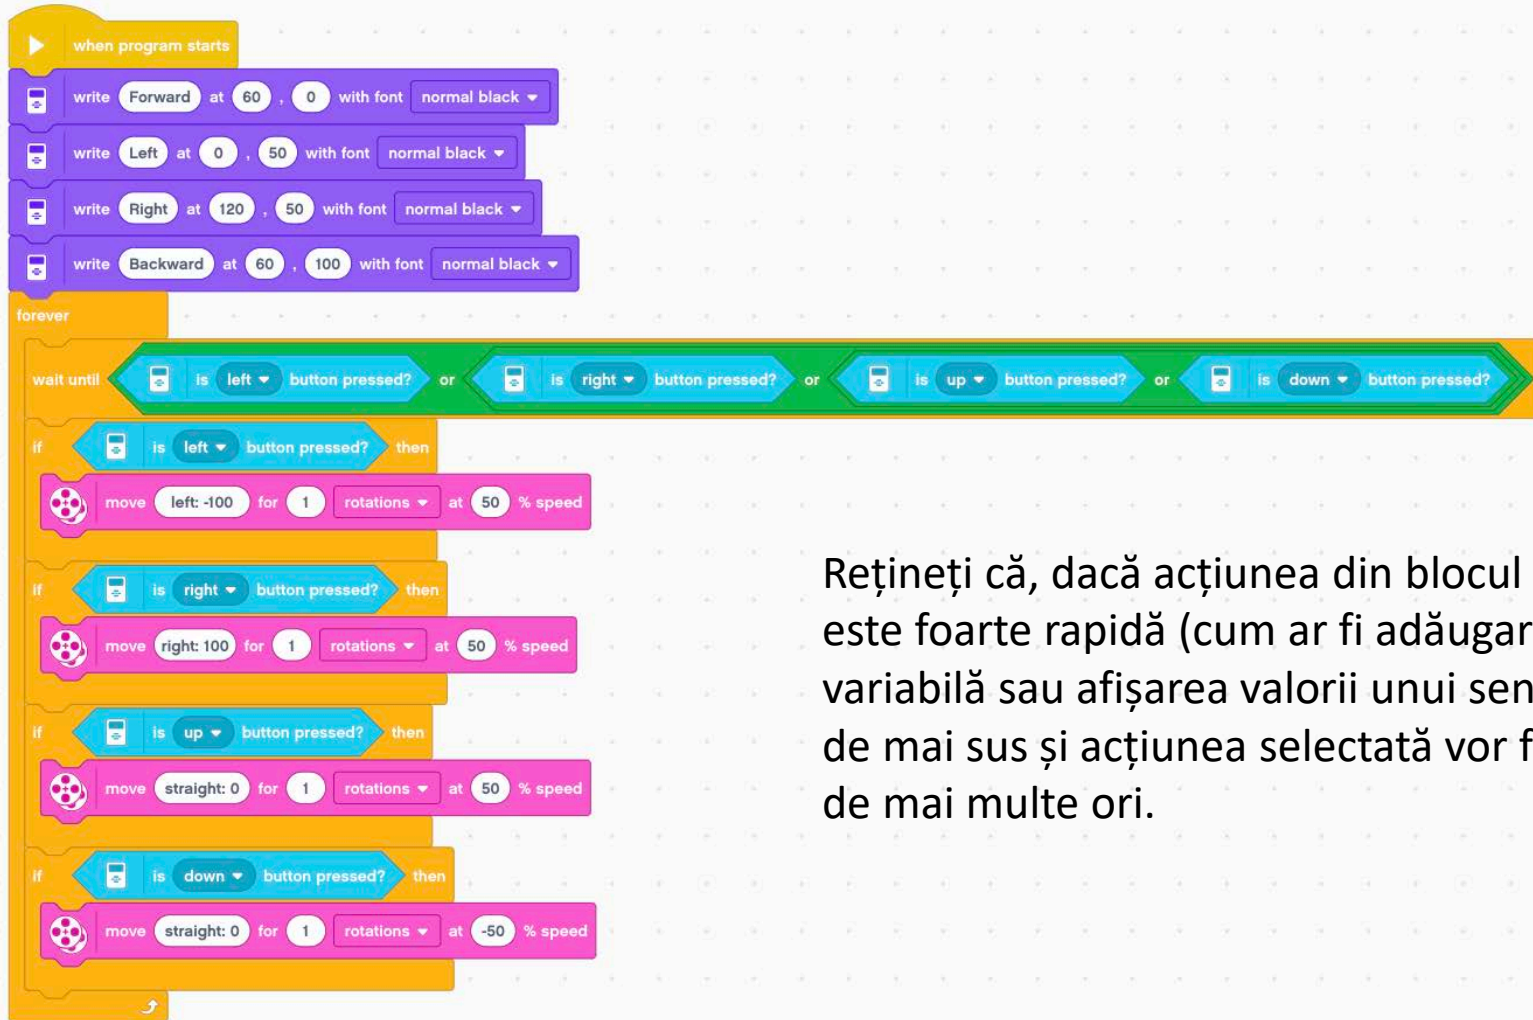 when program starts
write Forward at 60 , 0 with font normal black
write Left at 0 , 50 with font normal black
write Right at 120 , 50 with font normal black
write Backward at 60 , 100 with font normal black
forever
wait until is left button pressed? or is right button pressed? or is up button pressed? or is down button pressed?
if is left button pressed? then
move left: -100 for 1 rotations at 50 % speed
if is right button pressed? then
move right: 100 for 1 rotations at 50 % speed
if is up button pressed? then
move straight: 0 for 1 rotations at 50 % speed
if is down button pressed? then
move straight: 0 for 1 rotations at -50 % speed
Rețineți că, dacă acțiunea din blocul
este foarte rapidă (cum ar fi
variabilă sau afișarea valorii unui
de mai sus și acțiunea selectată vor
de mai multe ori.